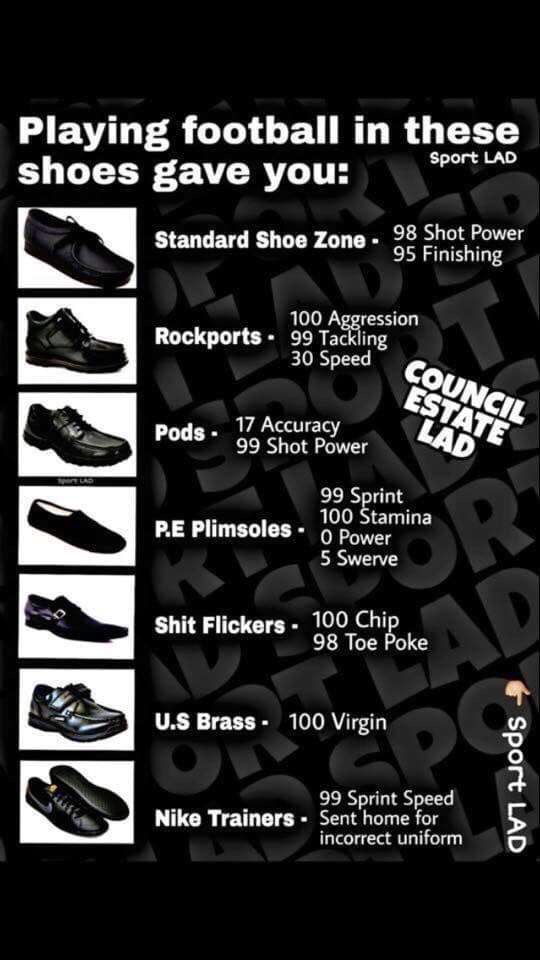 Playing football in these
shoes gave you:
Sport LAD
Standard Shoe Zone - 98 Shot Power
95 Finishing
Rockports - 100 Aggression
99 Tackling
30 Speed
COUNCIL
ESTATE
LAD
Pods - 17 Accuracy
99 Shot Power
Sport LAD
P.E Plimsoles - 99 Sprint
100 Stamina
0 Power
5 Swerve
Shit Flickers - 100 Chip
98 Toe Poke
U.S Brass - 100 Virgin
Nike Trainers - 99 Sprint Speed
Sent home for
incorrect uniform
Sport LAD